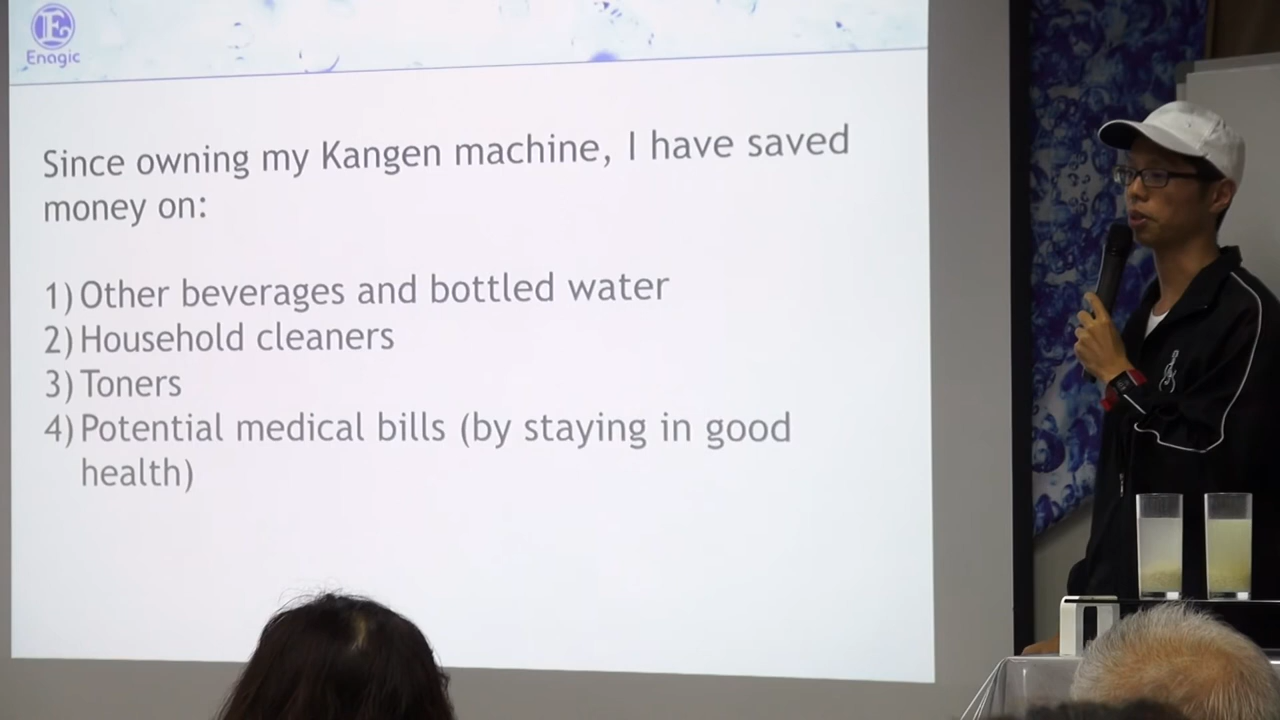 Enagic
Since owning my Kangen machine, I have saved
money on:
1) Other beverages and bottled water
2) Household cleaners
3) Toners
4) Potential medical bills (by staying in good
health)